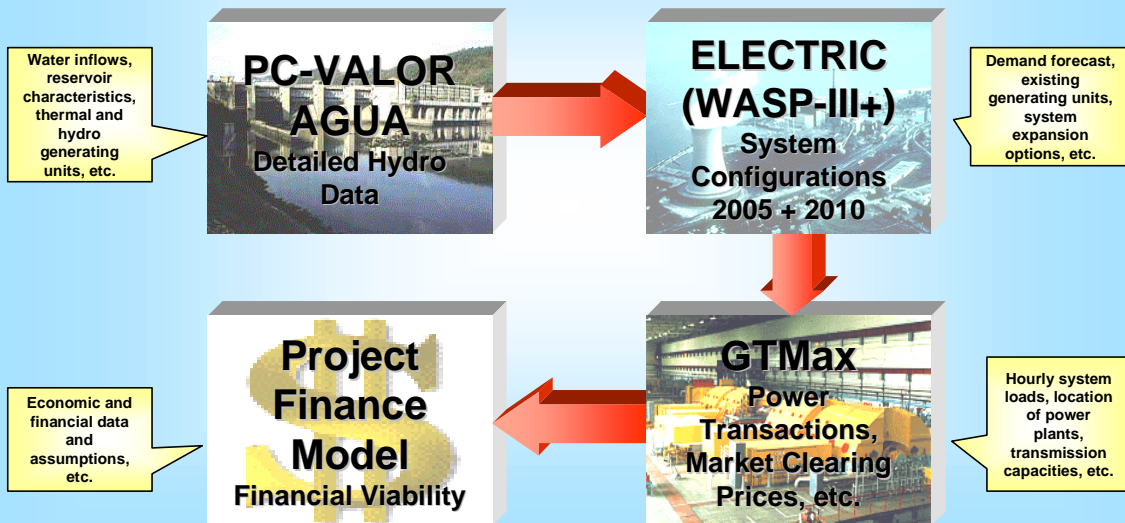 Water inflows,
reservoir
characteristics,
thermal and
hydro
generating
units, etc.
PC-VALOR
AGUA
Detailed Hydro
Data
ELECTRIC
(WASP-III+)
System
Configurations
2005 + 2010
Demand forecast,
existing
generating units,
system
expansion
options, etc.
Economic and
financial data
and
assumptions,
etc.
Project
Finance
Model
Financial Viability
GTMax
Power
Transactions,
Market Clearing
Prices, etc.
Hourly system
loads, location
of power
plants,
transmission
capacities, etc.